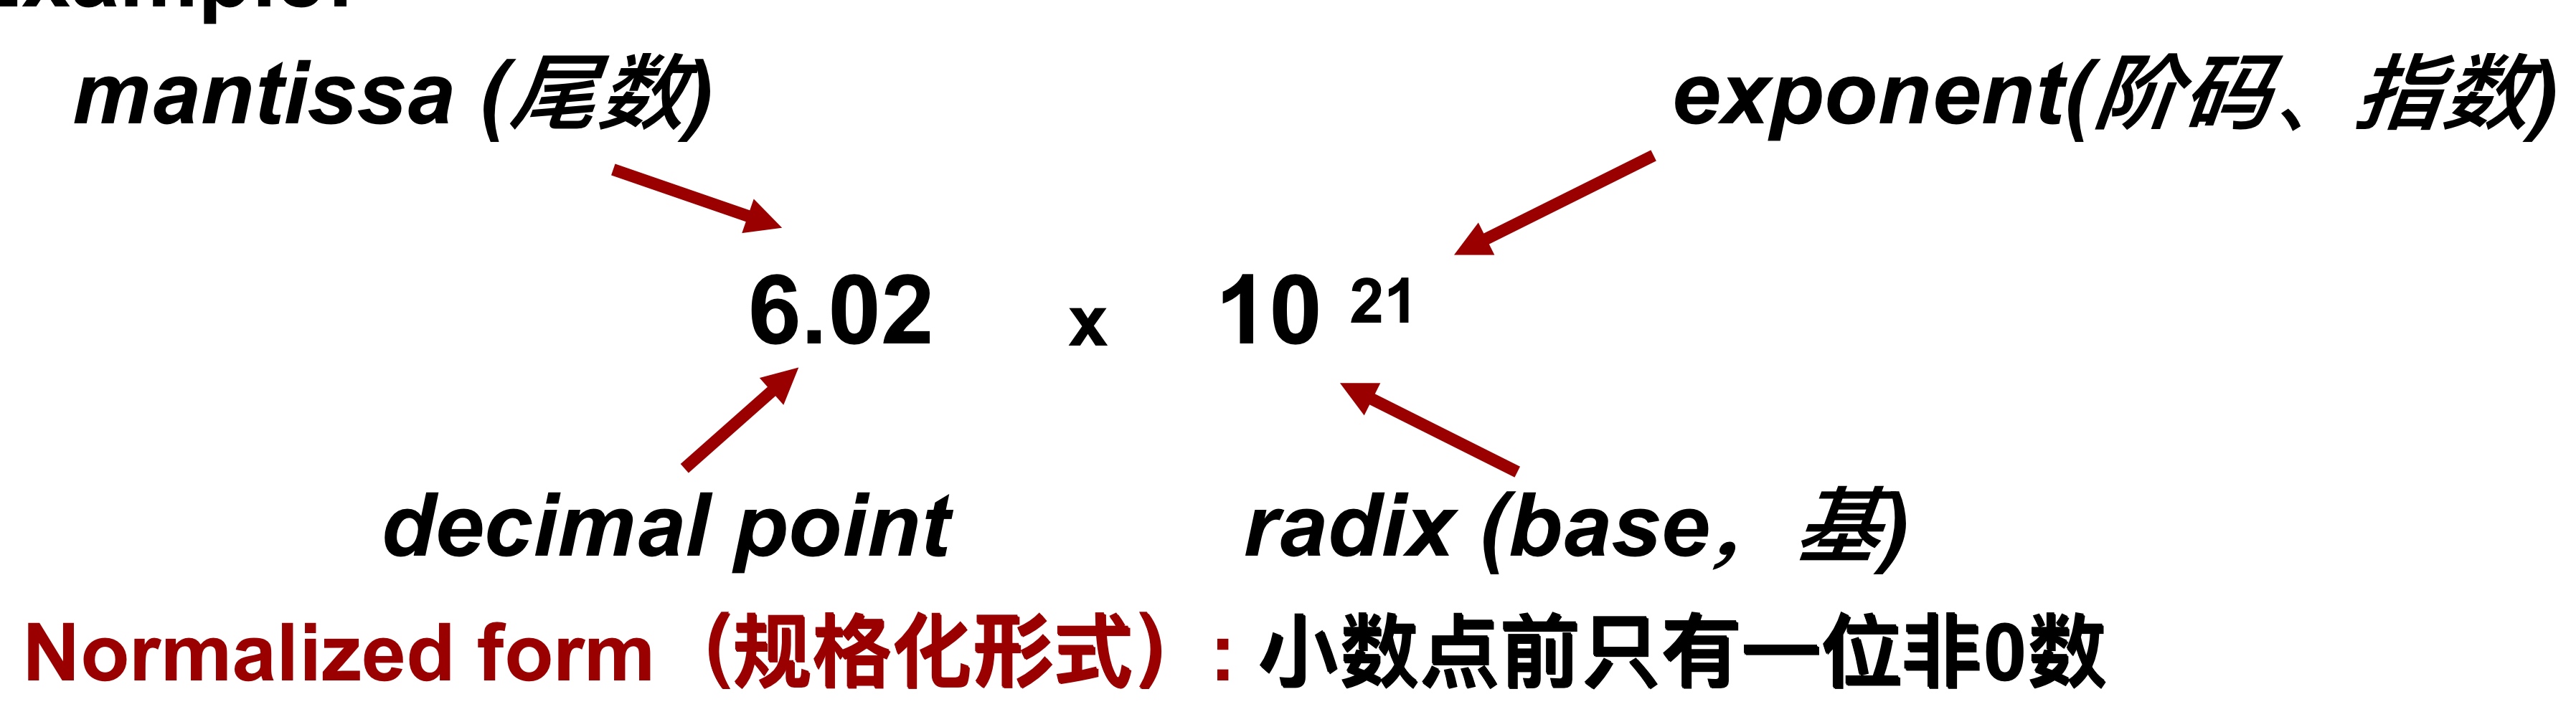 mantissa (尾数)
exponent(阶码、指数)
6.02 x 10 21
decimal point
radix (base，基)
Normalized form（规格化形式）：小数点前只有一位非0数